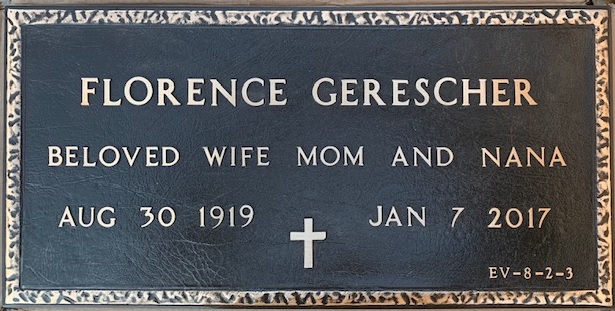 FLORENCE GERESCHER
BELOVED WIFE MOM AND NANA
AUG 30 1919 JAN 7 2017
EV-8-2-3